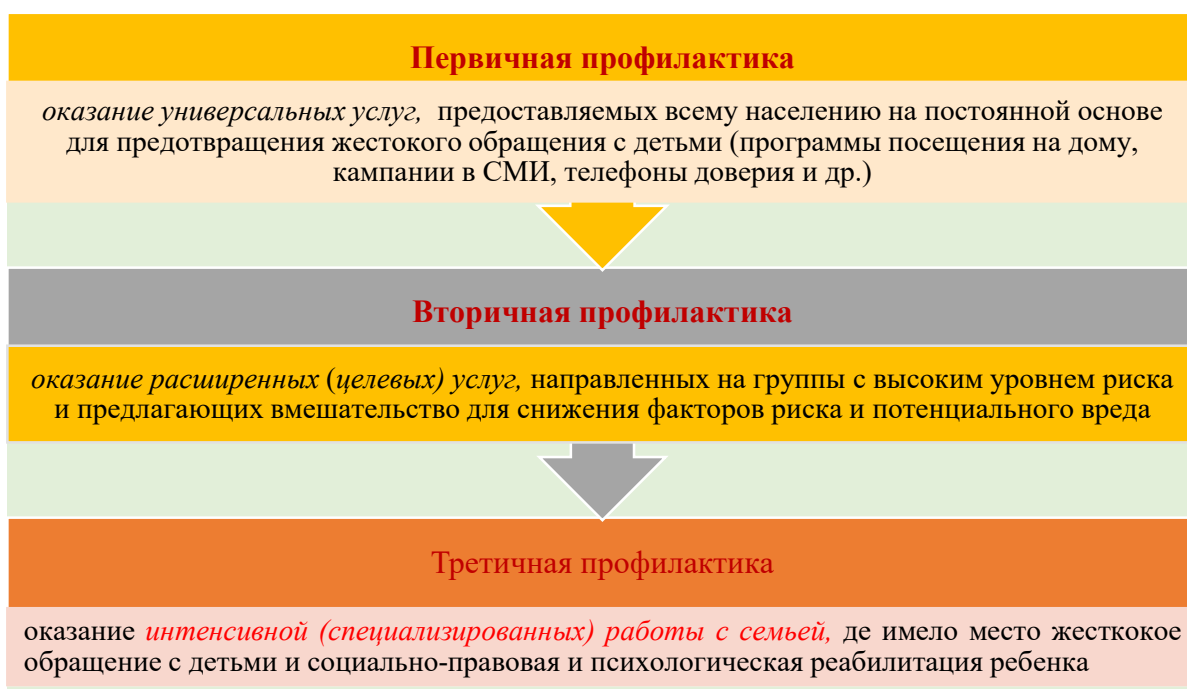 Первичная профилактика
оказание универсальных услуг, предоставляемых всему населению на постоянной основе
для предотвращения жестокого обращения с детьми (программы посещения на дому,
кампании в СМИ, телефоны доверия и др.)
Вторичная профилактика
оказание расширенных (целевых) услуг, направленных на группы с высоким уровнем риска
и предлагающих вмешательство для снижения факторов риска и потенциального вреда
Третичная профилактика
оказание интенсивной (специализированных) работы с семьей, де имело место жесткокое
обращение с детьми и социально-правовая и психологическая реабилитация ребенка